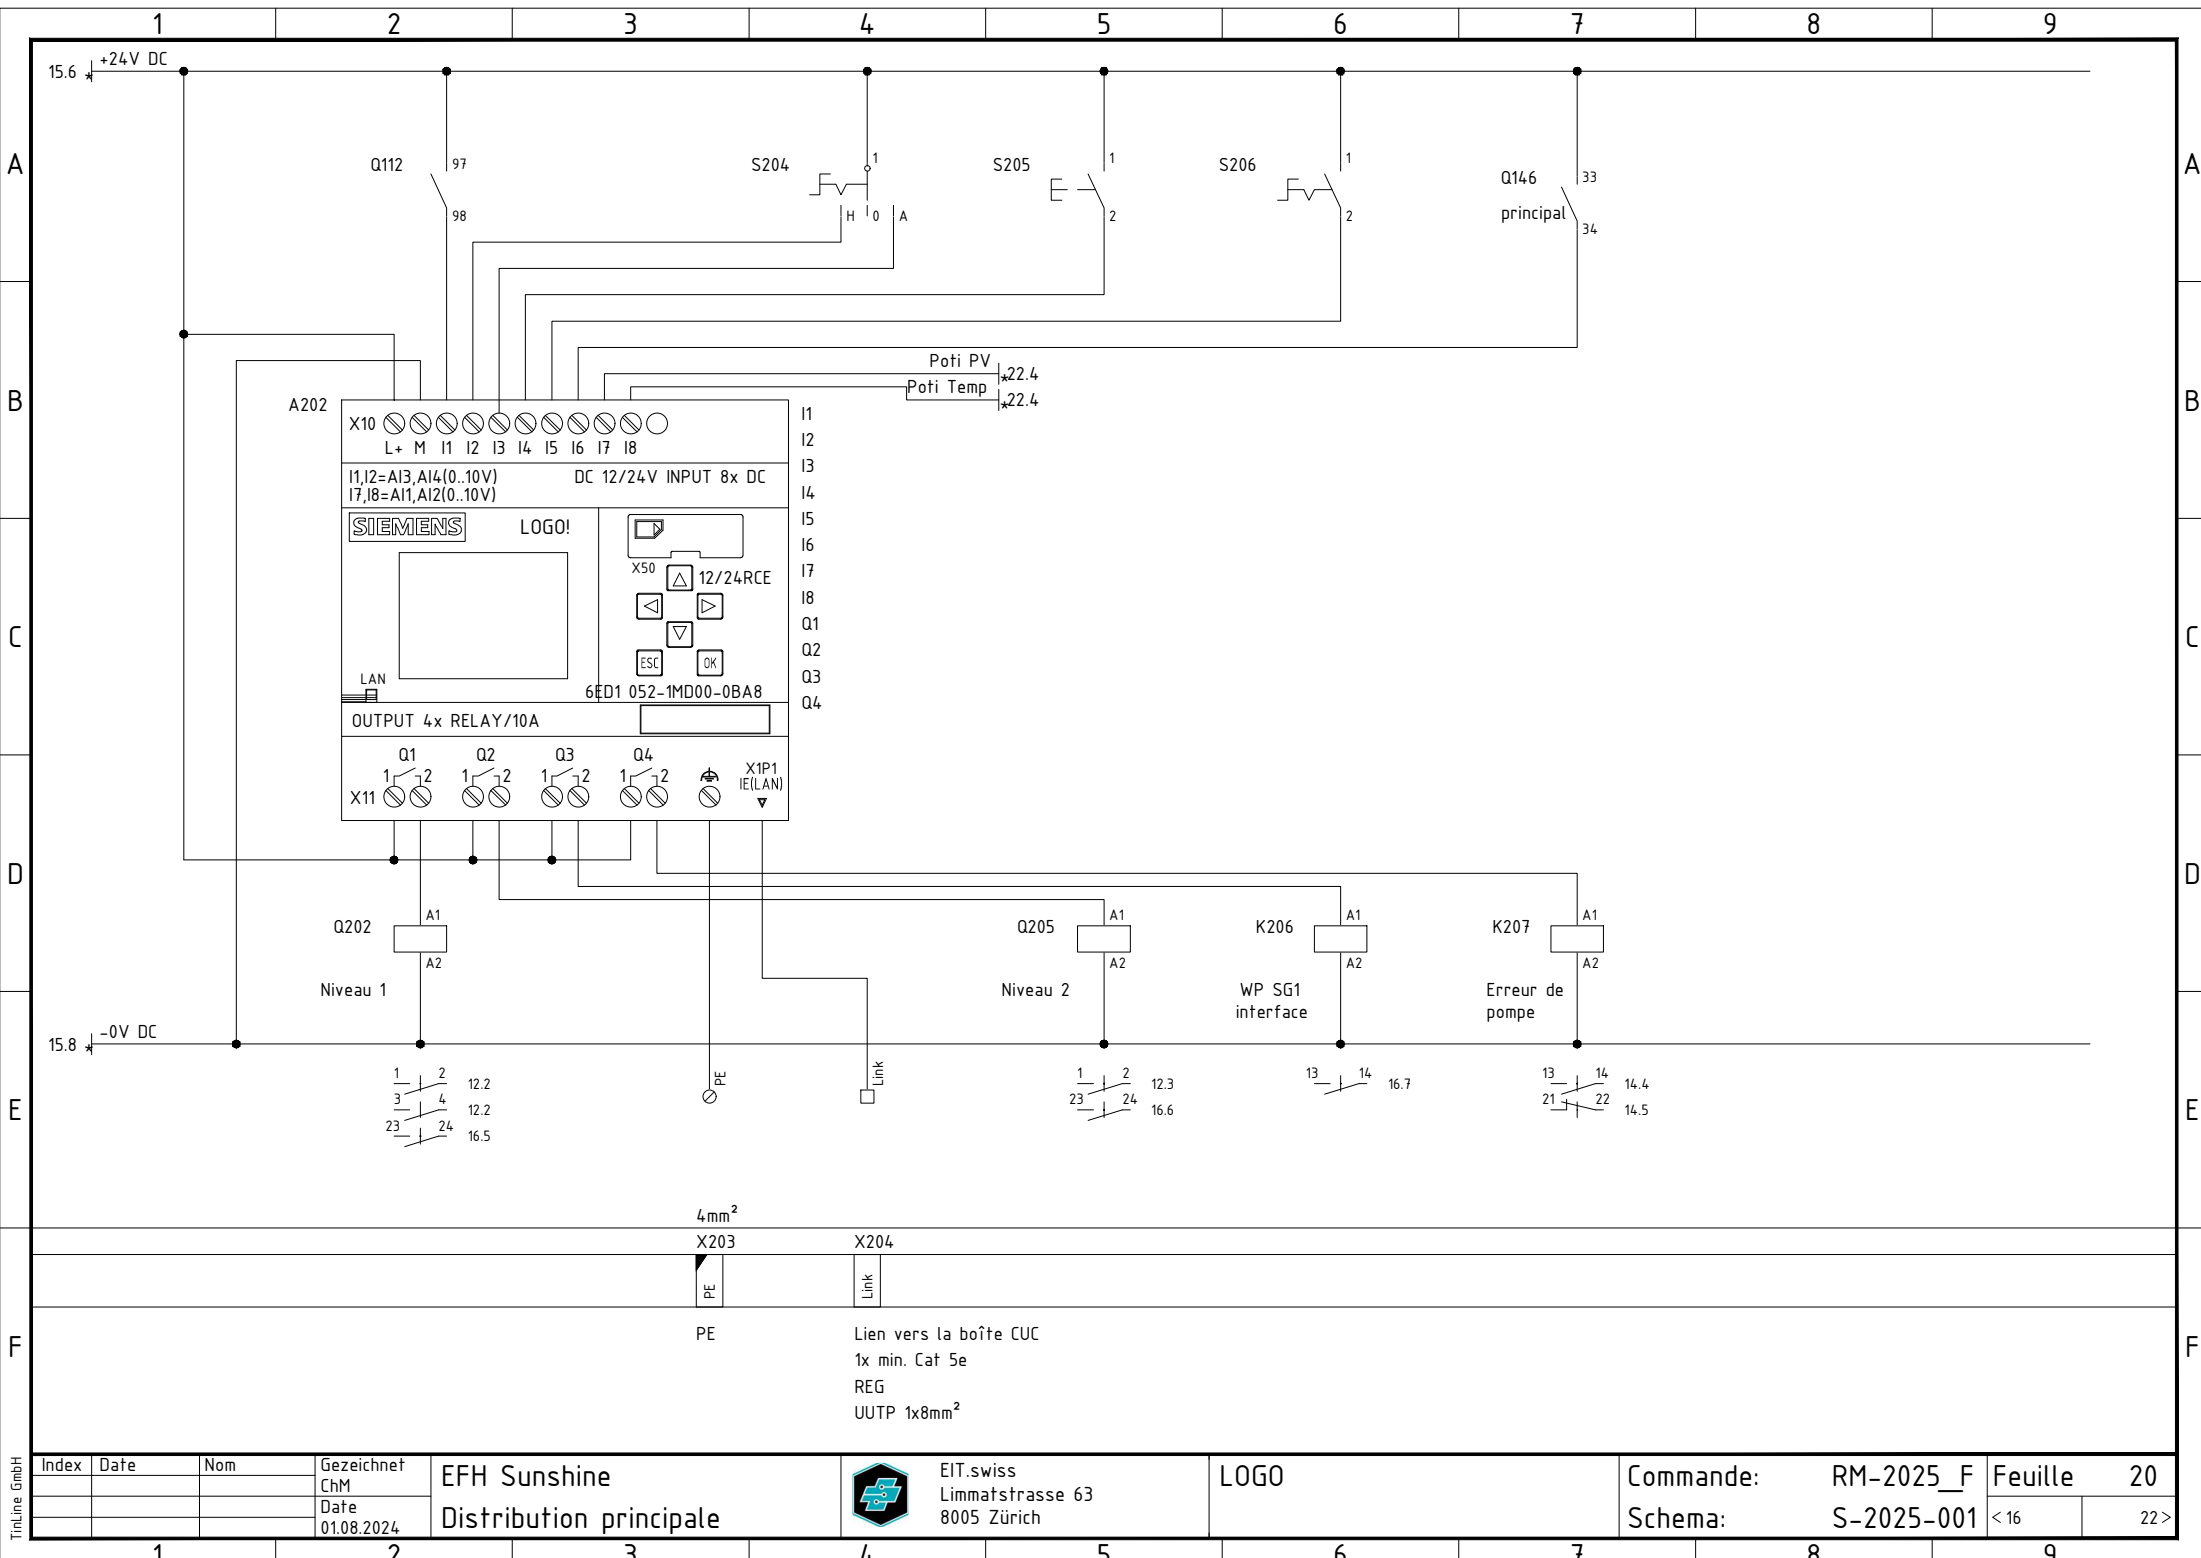 1 2 3 4 5 6 7 8 9
15.6 +24V DC
A A
Q112 97 98
S204 1 H 0 A
S205 1 2
S206 1 2
Q146 33
principal
34
B B
Poti PV 22.4
Poti Temp 22.4
A202
X10
L+ M I1 I2 I3 I4 I5 I6 I7 I8
I1,I2=AI3,AI4(0..10V) DC 12/24V INPUT 8x DC
I7,I8=AI1,AI2(0..10V)
SIEMENS LOGO!
X50
12/24RCE
ESC OK
LAN
6ED1 052-1MD00-0BA8
OUTPUT 4x RELAY/10A
I1
I2
I3
I4
I5
I6
I7
I8
Q1
Q2
Q3
Q4
C C
Q1 Q2 Q3 Q4
1 2 1 2 1 2 1 2
X1P1
IE(LAN)
X11
D D
Q202 A1 A2
Niveau 1
Q205 A1 A2
Niveau 2
K206 A1 A2
WP SG1
interface
K207 A1 A2
Erreur de
pompe
15.8 -0V DC
E E
1 2 12.2
3 4 12.2
23 24 16.5
PE
Link
1 2 12.3
23 24 16.6
13 14 16.7
13 14 14.4
21 22 14.5
4mm²
X203 X204
PE Link
F F
PE
Lien vers la boîte CUC
1x min. Cat 5e
REG
UUTP 1x8mm²
TinLine GmbH
Index Date Nom
Gezeichnet
ChM
Date
01.08.2024
EFH Sunshine
Distribution principale
EIT.swiss
Limmatstrasse 63
8005 Zürich
LOGO
Commande: RM-2025_F
Schema: S-2025-001
Feuille 20
<16 22>
1 2 3 4 5 6 7 8 9